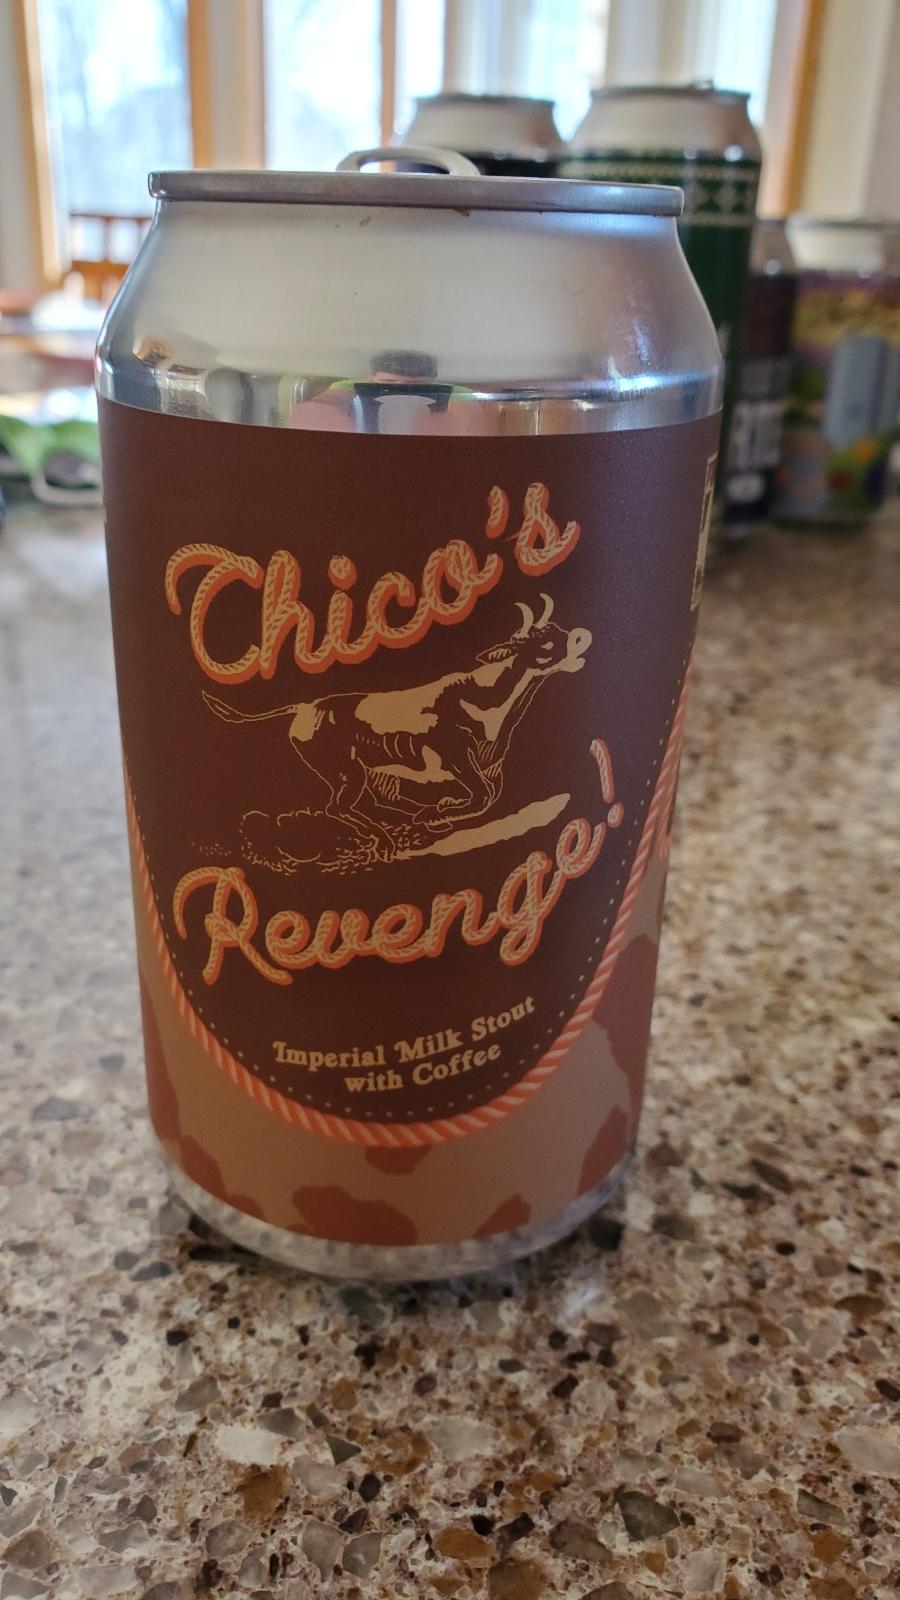 Chico's
Revenge!
Imperial Milk Stout
with Coffee